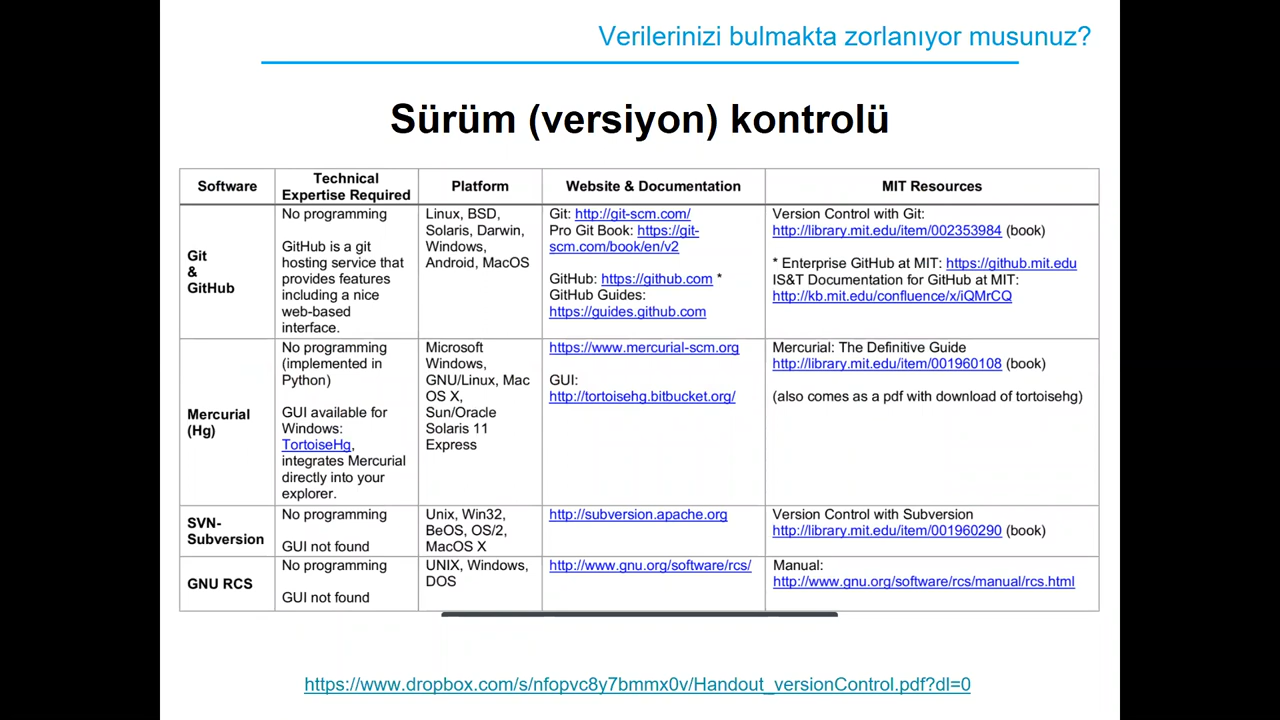 Verilerinizi bulmakta zorlanıyor musunuz?
Sürüm (versiyon) kontrolü
Software
Technical
Expertise Required
Platform
Website & Documentation
MIT Resources
Git
&
GitHub
No programming
GitHub is a git
hosting service that
provides features
including a nice
web-based
interface.
Linux, BSD,
Solaris, Darwin,
Windows,
Android, MacOS
Git: http://git-scm.com/
Pro Git Book: https://git-
scm.com/book/en/v2
GitHub: https://github.com *
GitHub Guides:
https://guides.github.com
Version Control with Git:
http://library.mit.edu/item/002353984 (book)
* Enterprise GitHub at MIT: https://github.mit.edu
IS&T Documentation for GitHub at MIT:
http://kb.mit.edu/confluence/x/iQMrCQ
Mercurial
(Hg)
No programming
(implemented in
Python)
GUI available for
Windows:
TortoiseHg,
integrates Mercurial
directly into your
explorer.
Microsoft
Windows,
GNU/Linux, Mac
OS X,
Sun/Oracle
Solaris 11
Express
https://www.mercurial-scm.org
GUI:
http://tortoisehg.bitbucket.org/
Mercurial: The Definitive Guide
http://library.mit.edu/item/001960108 (book)
(also comes as a pdf with download of tortoisehg)
SVN-
Subversion
No programming
GUI not found
Unix, Win32,
BeOS, OS/2,
MacOS X
http://subversion.apache.org
Version Control with Subversion
http://library.mit.edu/item/001960290 (book)
GNU RCS
No programming
GUI not found
UNIX, Windows,
DOS
http://www.gnu.org/software/rcs/
Manual:
http://www.gnu.org/software/rcs/manual/rcs.html
https://www.dropbox.com/s/nfopvc8y7bmmx0v/Handout_versionControl.pdf?dl=0